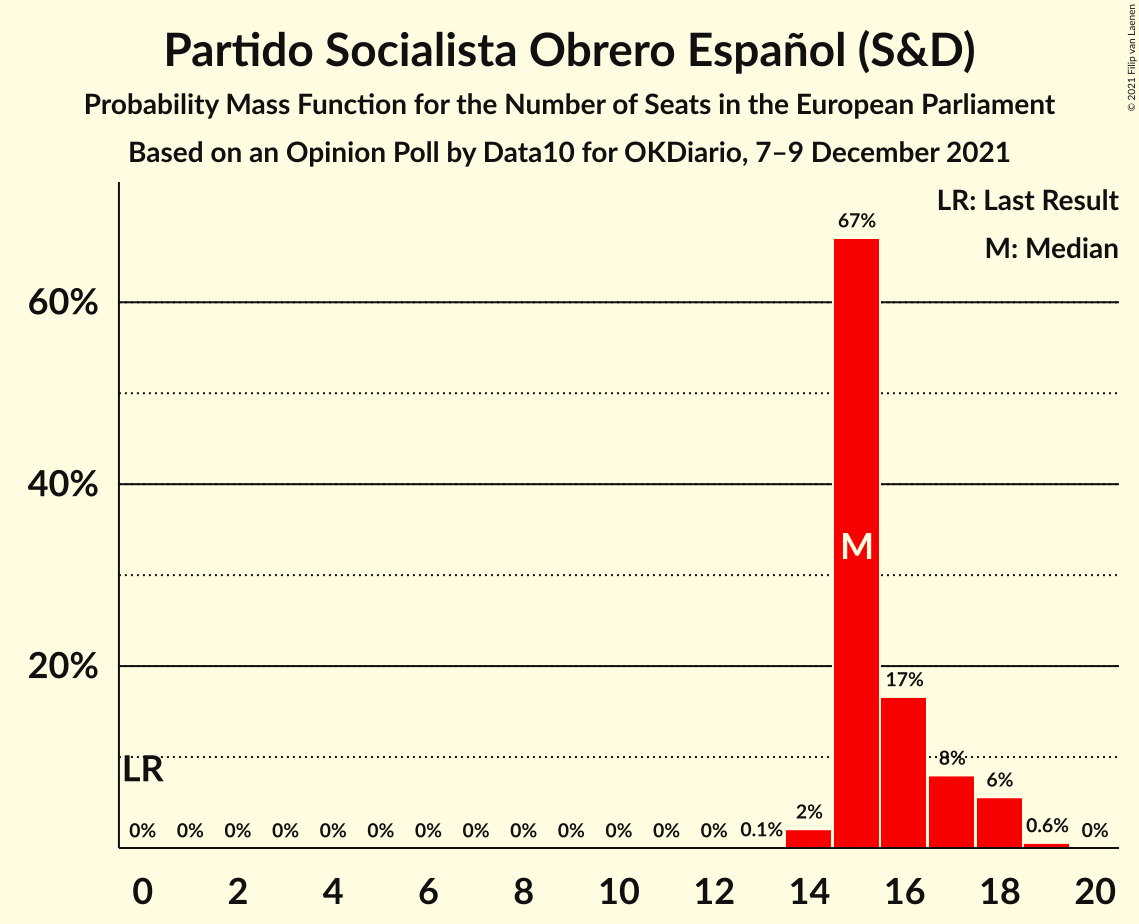 Partido Socialista Obrero Español (S&D)
Probability Mass Function for the Number of Seats in the European Parliament
Based on an Opinion Poll by Data10 for OKDiario, 7–9 December 2021
© 2021 Filip van Laenen
LR: Last Result
M: Median
67%
60%
40%
M
20%
17%
LR
8%
6%
2%
0% 0% 0% 0% 0% 0% 0% 0% 0% 0% 0% 0% 0% 0.1% 0.6% 0%
0 2 4 6 8 10 12 14 16 18 20